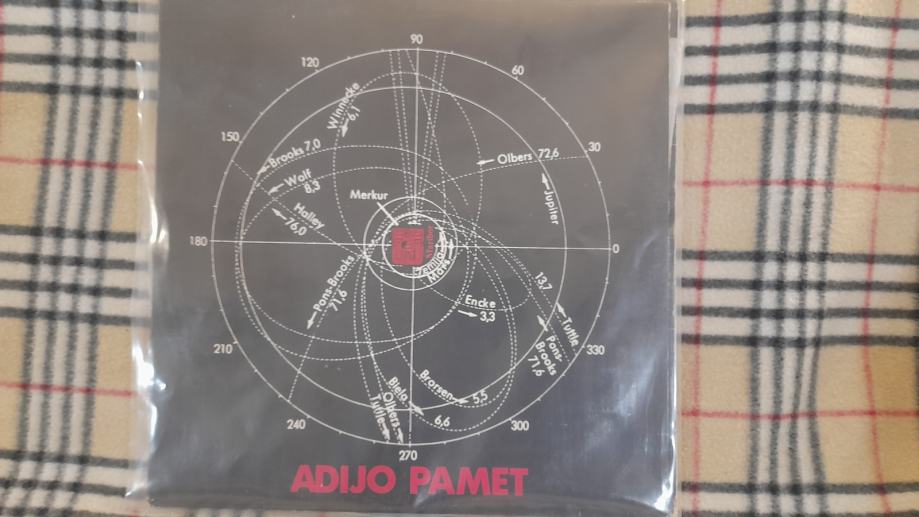 90
120
60
Winnecke
6,1
150
30
Brooks 7,0
Olbers 72,6
Wolf
8,3
Merkur
Jupiter
Halley
76,0
180
0
Zemlja
Mars
Pons-Brooks
71,6
13,7
Encke
3,3
Tuttle
Pons-
Brooks
71,6
210
330
Brorsen
5,5
Biela
6,6
Olbers
Tuttle
240
300
270
ADIJO PAMET